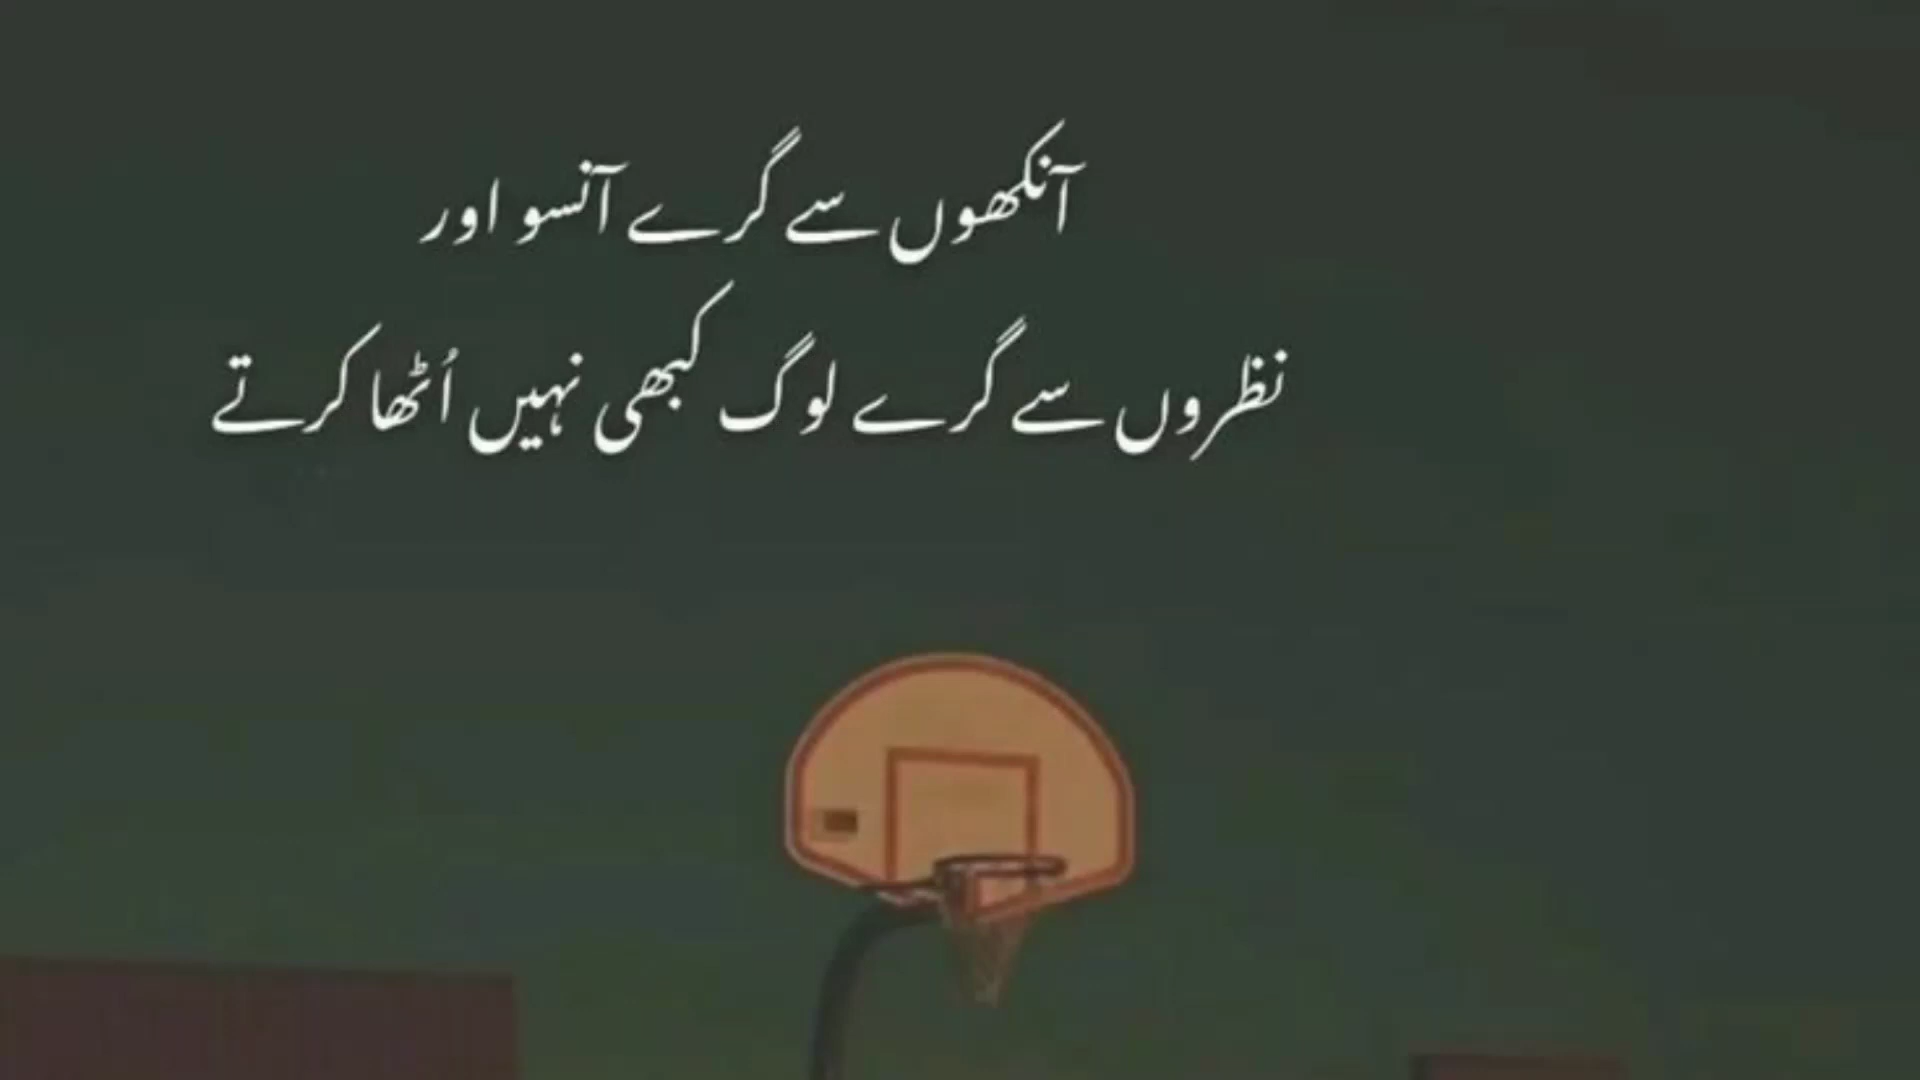 آنکھوں سے گرے آنسو اور
نظروں سے گرے لوگ کبھی نہیں اُٹھا کرتے